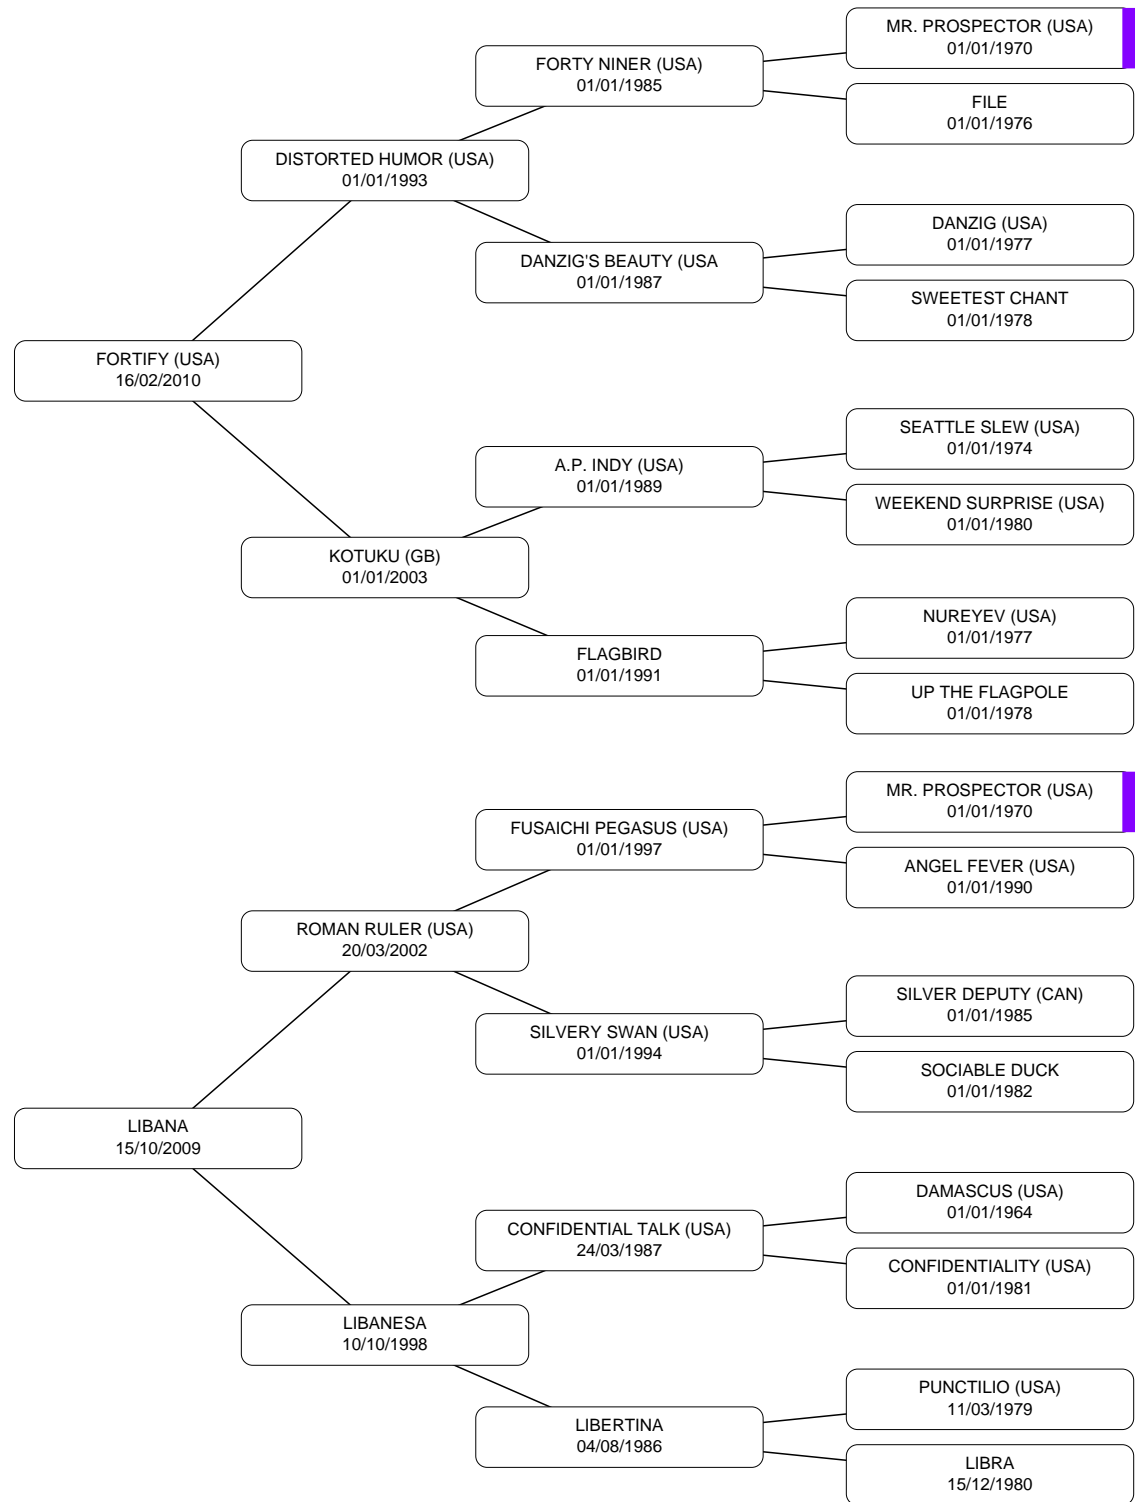 MR. PROSPECTOR (USA)
01/01/1970
FORTY NINER (USA)
01/01/1985
FILE
01/01/1976
DISTORTED HUMOR (USA)
01/01/1993
DANZIG (USA)
01/01/1977
DANZIG'S BEAUTY (USA
01/01/1987
SWEETEST CHANT
01/01/1978
FORTIFY (USA)
16/02/2010
SEATTLE SLEW (USA)
01/01/1974
A.P. INDY (USA)
01/01/1989
WEEKEND SURPRISE (USA)
01/01/1980
KOTUKU (GB)
01/01/2003
NUREYEV (USA)
01/01/1977
FLAGBIRD
01/01/1991
UP THE FLAGPOLE
01/01/1978
MR. PROSPECTOR (USA)
01/01/1970
FUSAICHI PEGASUS (USA)
01/01/1997
ANGEL FEVER (USA)
01/01/1990
ROMAN RULER (USA)
20/03/2002
SILVER DEPUTY (CAN)
01/01/1985
SILVERY SWAN (USA)
01/01/1994
SOCIABLE DUCK
01/01/1982
LIBANA
15/10/2009
DAMASCUS (USA)
01/01/1964
CONFIDENTIAL TALK (USA)
24/03/1987
CONFIDENTIALITY (USA)
01/01/1981
LIBANESA
10/10/1998
PUNCTILIO (USA)
11/03/1979
LIBERTINA
04/08/1986
LIBRA
15/12/1980